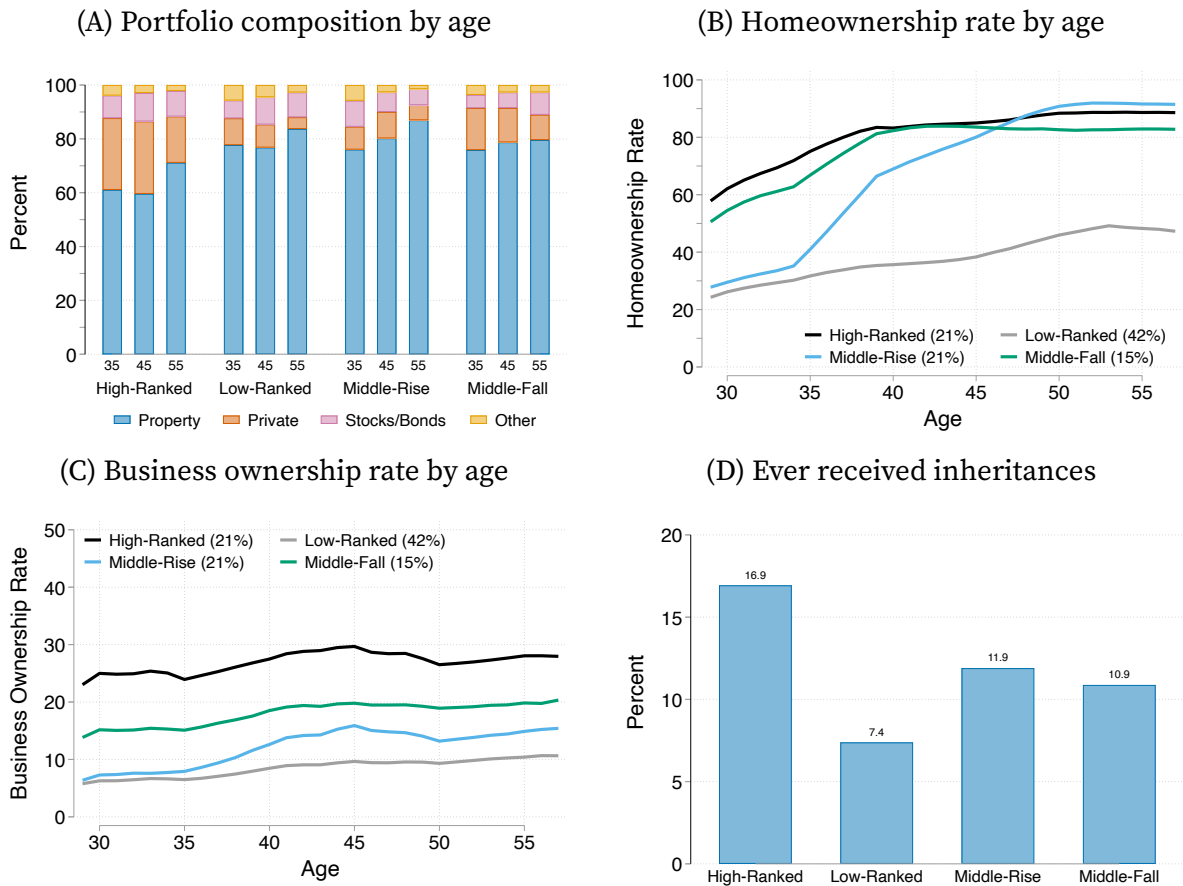 (A) Portfolio composition by age
Percent
100
80
60
40
20
0
35 45 55 35 45 55 35 45 55 35 45 55
High-Ranked Low-Ranked Middle-Rise Middle-Fall
Property Private Stocks/Bonds Other
(B) Homeownership rate by age
Homeownership Rate
100
80
60
40
20
0
High-Ranked (21%) Low-Ranked (42%)
Middle-Rise (21%) Middle-Fall (15%)
30 35 40 45 50 55
Age
(C) Business ownership rate by age
Business Ownership Rate
50
40
30
20
10
0
High-Ranked (21%) Low-Ranked (42%)
Middle-Rise (21%) Middle-Fall (15%)
30 35 40 45 50 55
Age
(D) Ever received inheritances
Percent
20
15
10
5
0
16.9
7.4
11.9
10.9
High-Ranked Low-Ranked Middle-Rise Middle-Fall